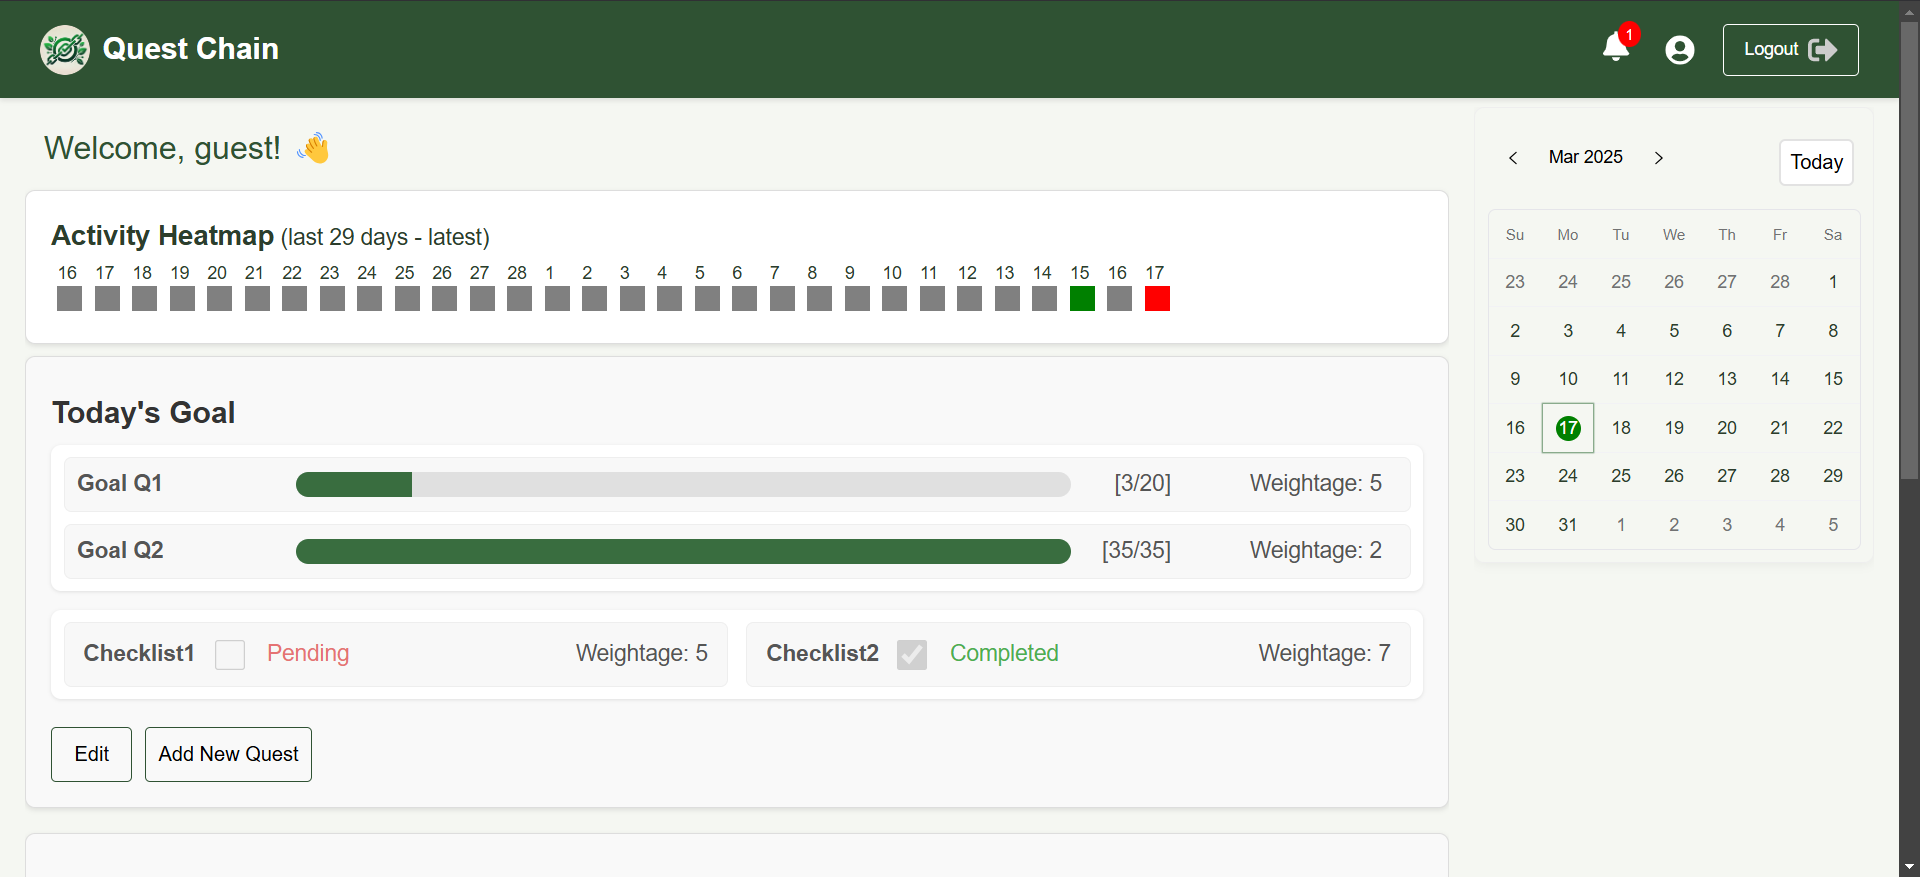 Quest Chain
1
Logout
Welcome, guest!
Activity Heatmap (last 29 days - latest)
16 17 18 19 20 21 22 23 24 25 26 27 28 1 2 3 4 5 6 7 8 9 10 11 12 13 14 15 16 17
Today's Goal
Goal Q1 [3/20] Weightage: 5
Goal Q2 [35/35] Weightage: 2
Checklist1 Pending Weightage: 5
Checklist2 Completed Weightage: 7
Edit
Add New Quest
Mar 2025
Today
Su Mo Tu We Th Fr Sa
23 24 25 26 27 28 1
2 3 4 5 6 7 8
9 10 11 12 13 14 15
16 17 18 19 20 21 22
23 24 25 26 27 28 29
30 31 1 2 3 4 5